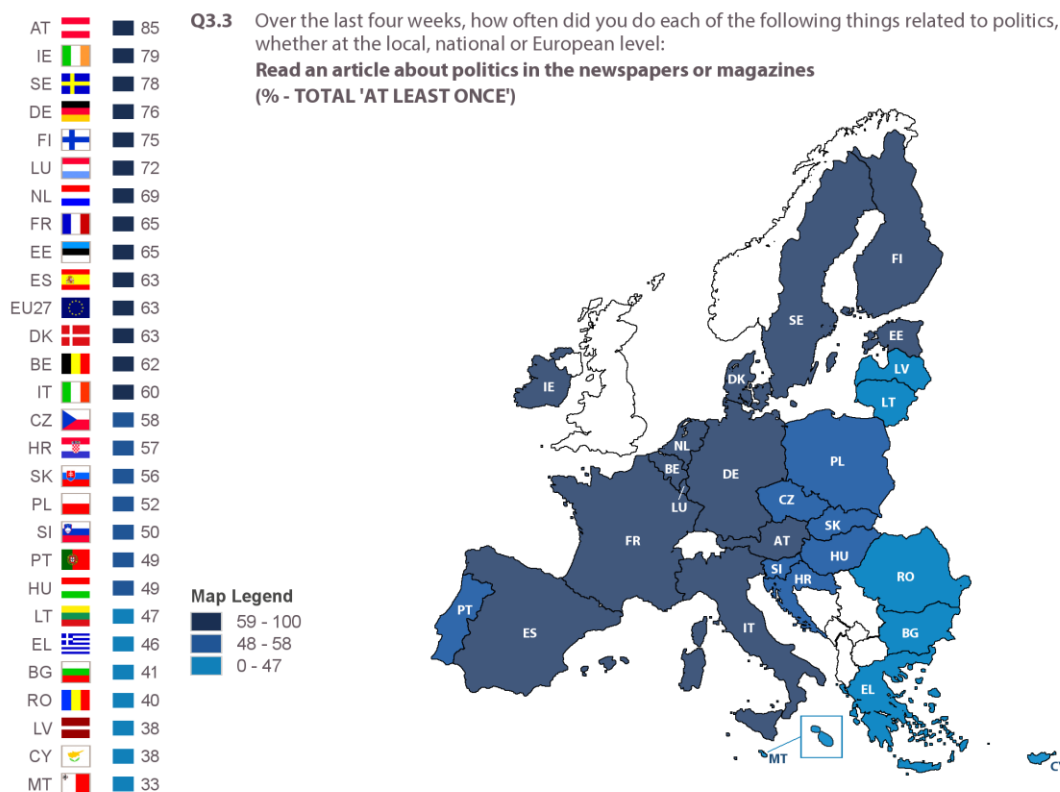 AT 85
IE 79
SE 78
DE 76
FI 75
LU 72
NL 69
FR 65
EE 65
ES 63
EU27 63
DK 63
BE 62
IT 60
CZ 58
HR 57
SK 56
PL 52
SI 50
PT 49
HU 49
LT 47
EL 46
BG 41
RO 40
LV 38
CY 38
MT 33
Q3.3 Over the last four weeks, how often did you do each of the following things related to politics,
whether at the local, national or European level:
Read an article about politics in the newspapers or magazines
(% - TOTAL 'AT LEAST ONCE')
Map Legend
59 - 100
48 - 58
0 - 47
FI
SE
EE
LV
LT
DK
IE
NL
BE
LU
DE
PL
CZ
SK
AT
HU
FR
SI
HR
RO
PT
ES
IT
BG
EL
MT
CY